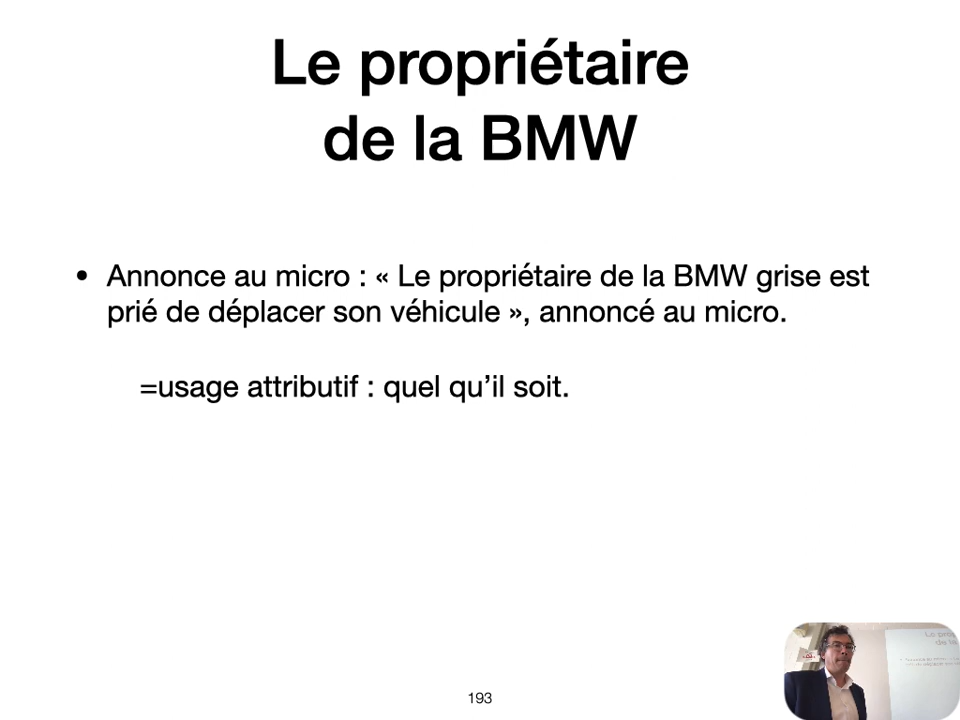 Le propriétaire
de la BMW
• Annonce au micro : « Le propriétaire de la BMW grise est
prié de déplacer son véhicule », annoncé au micro.
=usage attributif : quel qu’il soit.
193